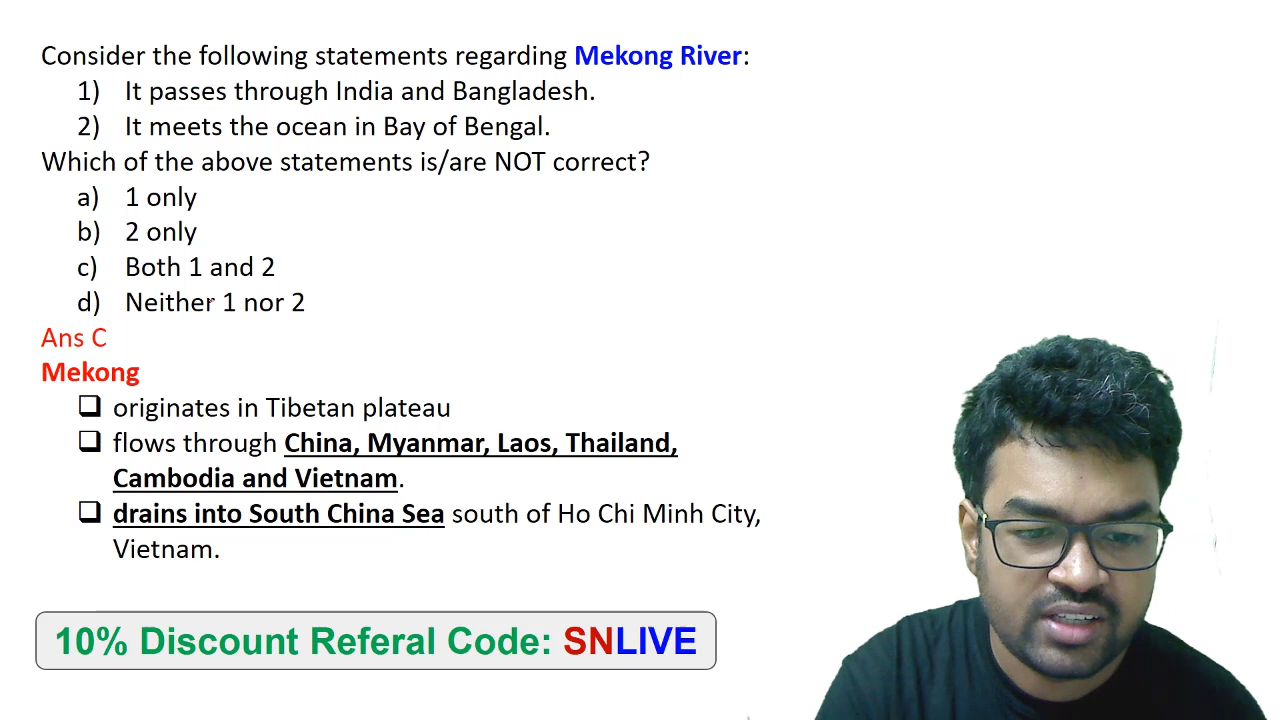 Consider the following statements regarding Mekong River:
1) It passes through India and Bangladesh.
2) It meets the ocean in Bay of Bengal.
Which of the above statements is/are NOT correct?
a) 1 only
b) 2 only
c) Both 1 and 2
d) Neither 1 nor 2
Ans C
Mekong
❑ originates in Tibetan plateau
❑ flows through China, Myanmar, Laos, Thailand,
Cambodia and Vietnam.
❑ drains into South China Sea south of Ho Chi Minh City,
Vietnam.
10% Discount Referal Code: SNLIVE